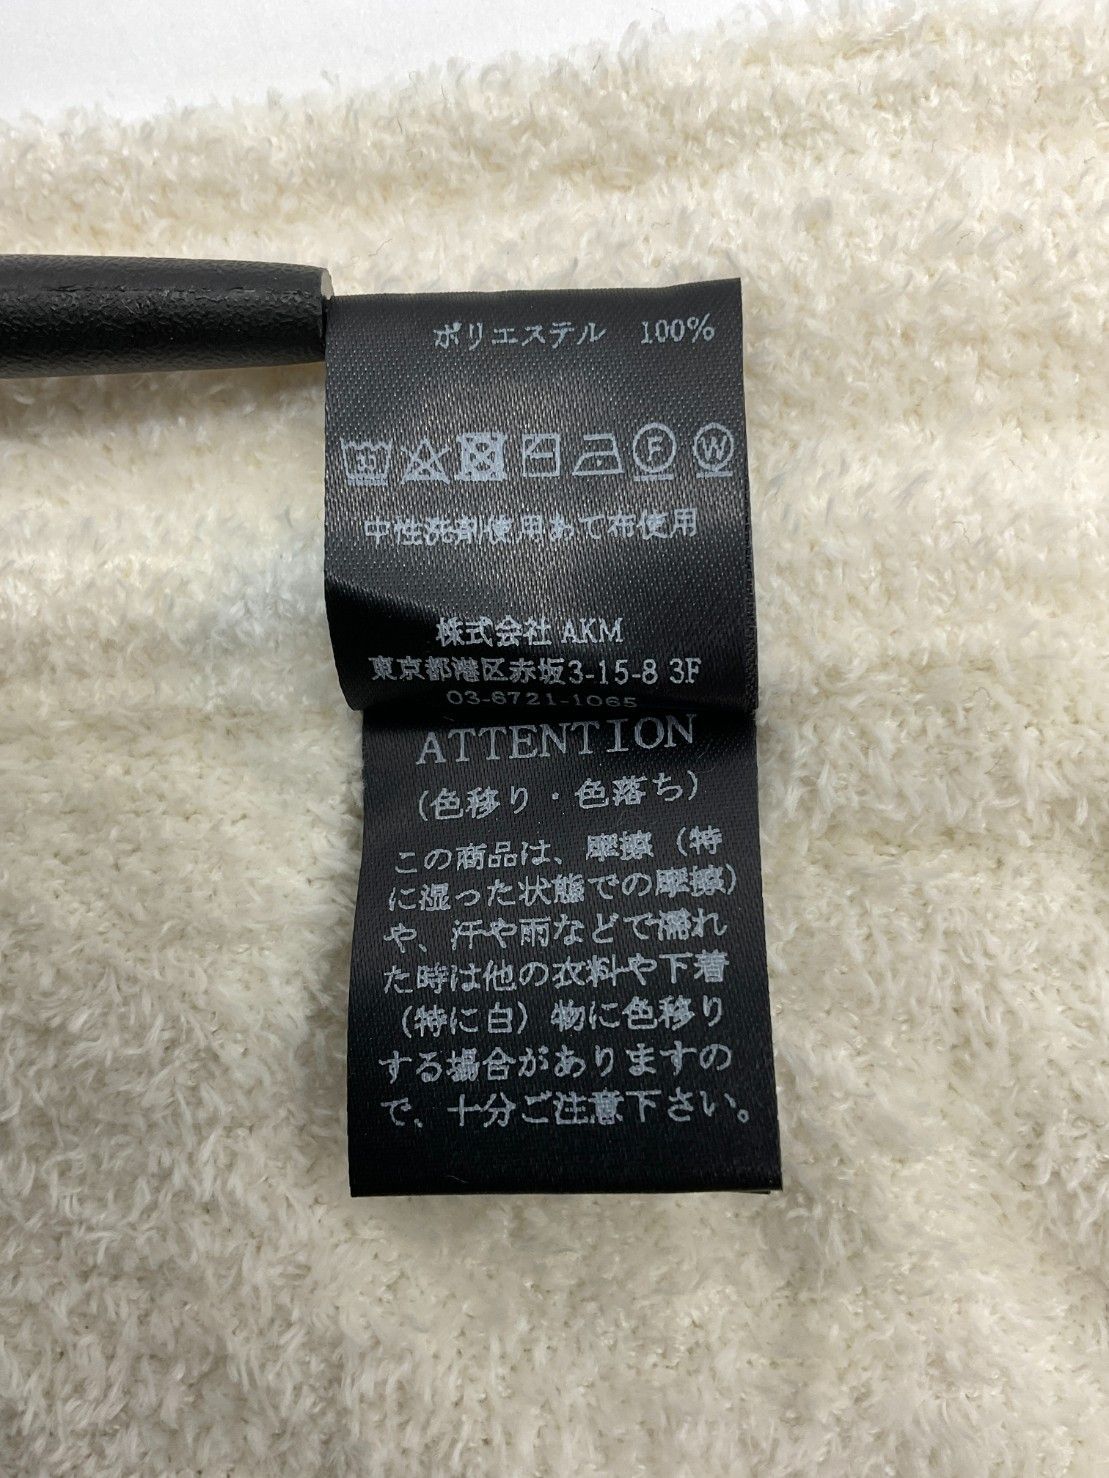 ポリエステル 100%
35 F W
中性洗剤使用あて布使用
株式会社 AKM
東京都港区赤坂3-15-8 3F
03-6721-1065
ATTENTION
(色移り・色落ち)
この商品は、摩擦(特
に湿った状態での摩擦)
や、汗や雨などで濡れ
た時は他の衣料や下着
(特に白)物に色移り
する場合がありますの
で、十分ご注意下さい。